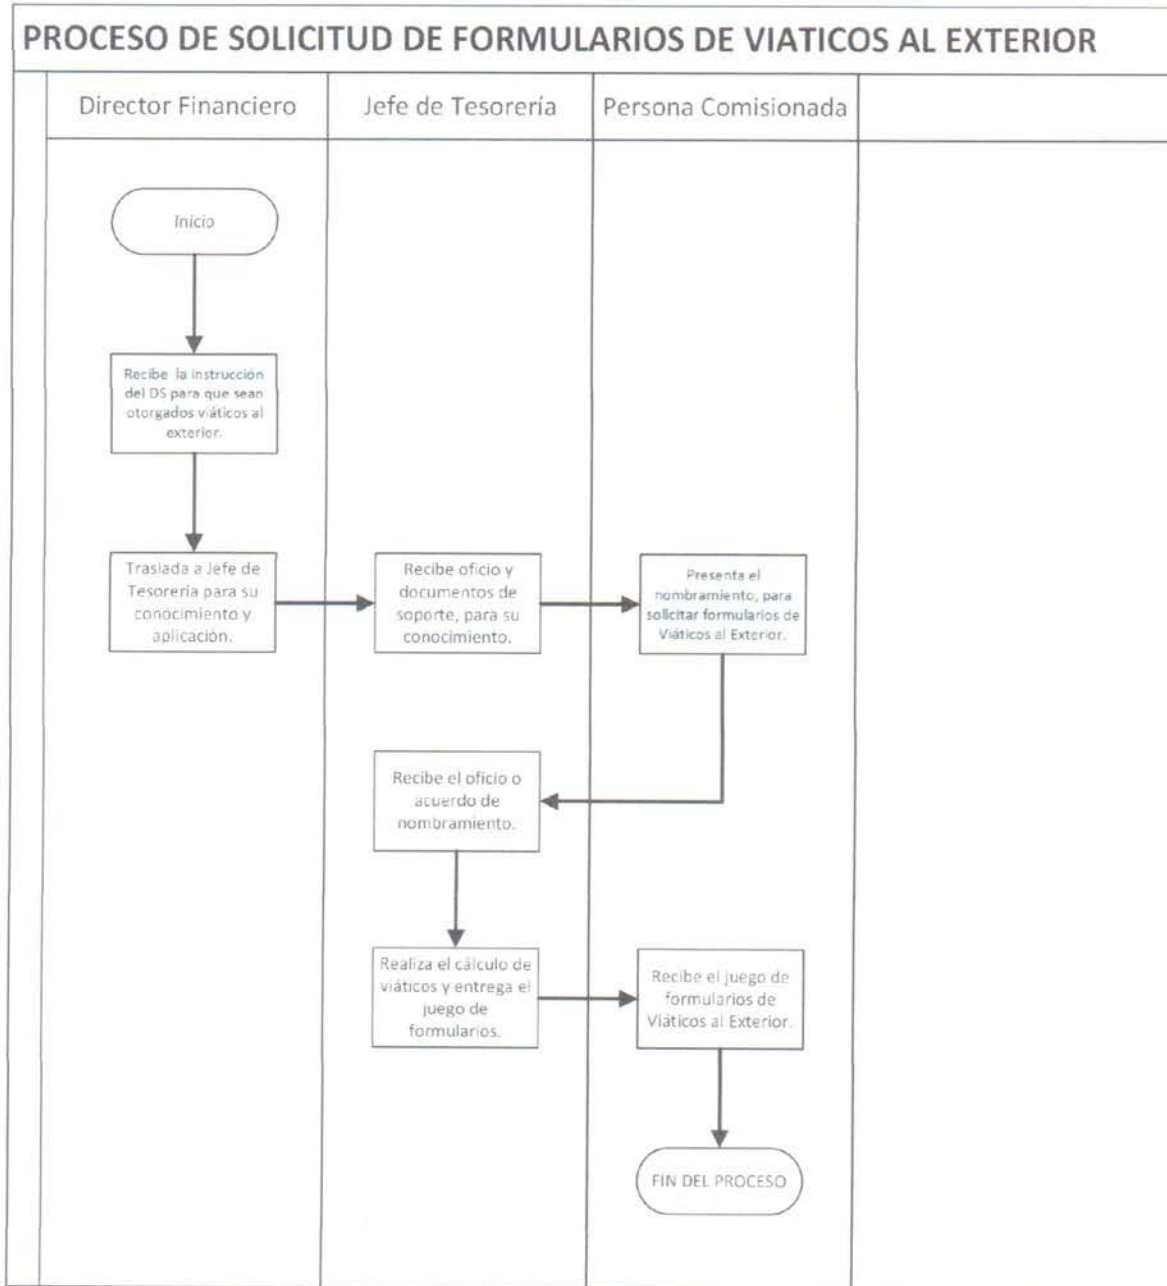 PROCESO DE SOLICITUD DE FORMULARIOS DE VIATICOS AL EXTERIOR
Director Financiero
Jefe de Tesorería
Persona Comisionada
Inicio
Recibe la instrucción
del DS para que sean
otorgados viáticos al
exterior.
Traslada a Jefe de
Tesorería para su
conocimiento y
aplicación.
Recibe oficio y
documentos de
soporte, para su
conocimiento.
Presenta el
nombramiento, para
solicitar formularios de
Viáticos al Exterior.
Recibe el oficio o
acuerdo de
nombramiento.
Realiza el cálculo de
viáticos y entrega el
juego de
formularios.
Recibe el juego de
formularios de
Viáticos al Exterior.
FIN DEL PROCESO